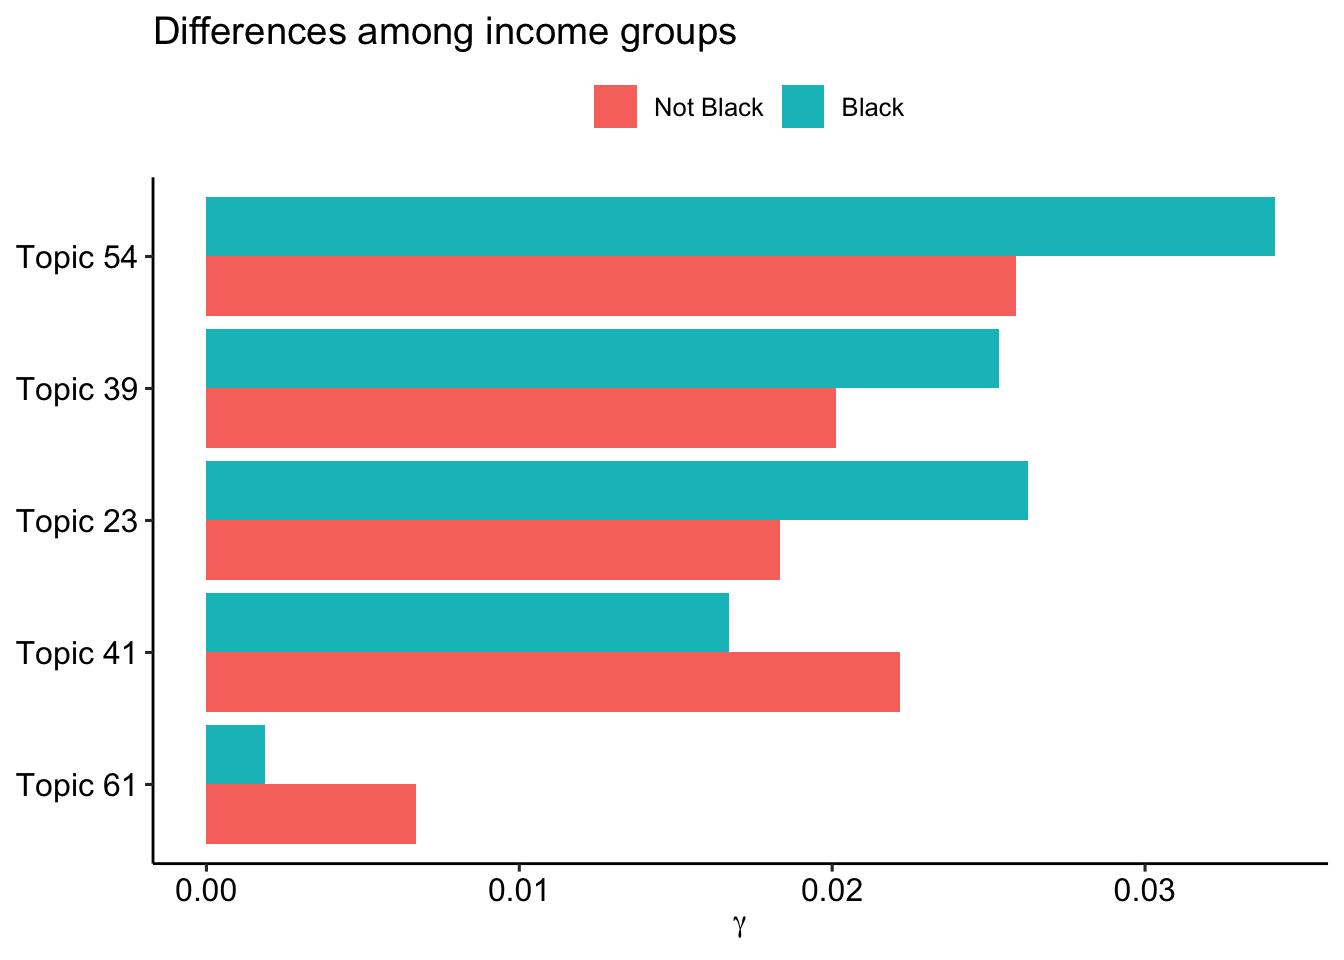 Differences among income groups
Not Black Black
Topic 54
Topic 39
Topic 23
Topic 41
Topic 61
0.00 0.01 0.02 0.03
γ